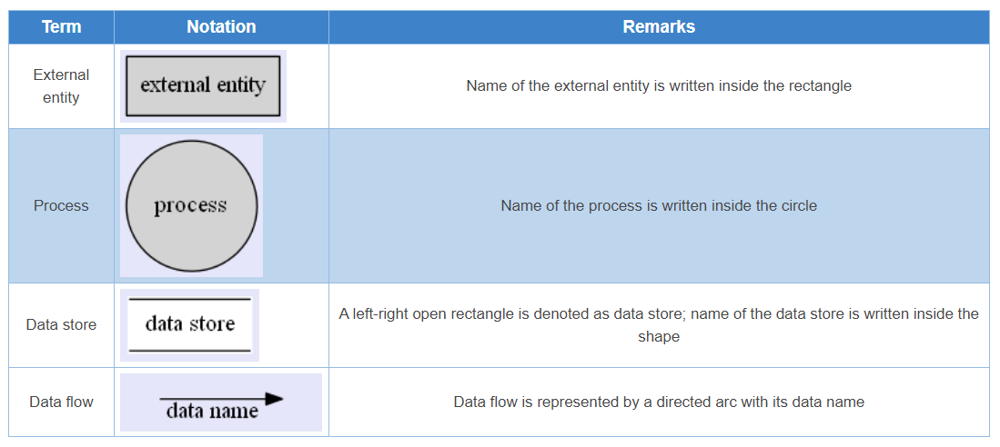 Term Notation Remarks
External
entity
external entity
Name of the external entity is written inside the rectangle
Process
process
Name of the process is written inside the circle
Data store
data store
A left-right open rectangle is denoted as data store; name of the data store is written inside the
shape
Data flow
data name
Data flow is represented by a directed arc with its data name